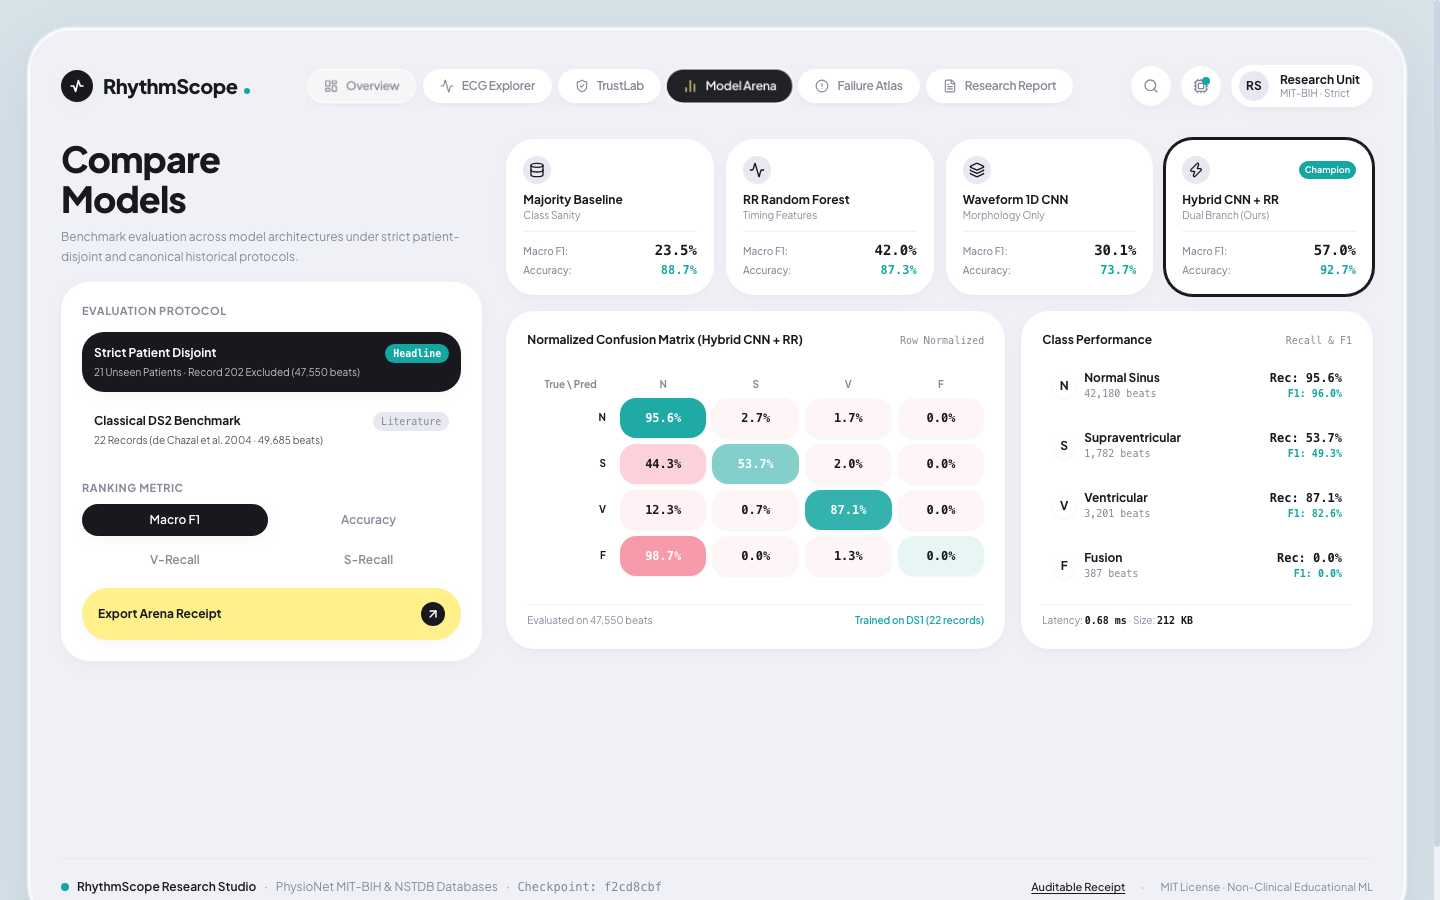 RhythmScope
Overview
ECG Explorer
TrustLab
Model Arena
Failure Atlas
Research Report
RS
Research Unit
MIT-BIH · Strict
Compare
Models
Benchmark evaluation across model architectures under strict patient-
disjoint and canonical historical protocols.
EVALUATION PROTOCOL
Strict Patient Disjoint
Headline
21 Unseen Patients · Record 202 Excluded (47,550 beats)
Classical DS2 Benchmark
Literature
22 Records (de Chazal et al. 2004 · 49,685 beats)
RANKING METRIC
Macro F1
Accuracy
V-Recall
S-Recall
Export Arena Receipt
Majority Baseline
Class Sanity
Macro F1: 23.5%
Accuracy: 88.7%
RR Random Forest
Timing Features
Macro F1: 42.0%
Accuracy: 87.3%
Waveform 1D CNN
Morphology Only
Macro F1: 30.1%
Accuracy: 73.7%
Champion
Hybrid CNN + RR
Dual Branch (Ours)
Macro F1: 57.0%
Accuracy: 92.7%
Normalized Confusion Matrix (Hybrid CNN + RR)
Row Normalized
True \ Pred N S V F
N 95.6% 2.7% 1.7% 0.0%
S 44.3% 53.7% 2.0% 0.0%
V 12.3% 0.7% 87.1% 0.0%
F 98.7% 0.0% 1.3% 0.0%
Evaluated on 47,550 beats
Trained on DS1 (22 records)
Class Performance
Recall & F1
N
Normal Sinus
42,180 beats
Rec: 95.6%
F1: 96.0%
S
Supraventricular
1,782 beats
Rec: 53.7%
F1: 49.3%
V
Ventricular
3,201 beats
Rec: 87.1%
F1: 82.6%
F
Fusion
387 beats
Rec: 0.0%
F1: 0.0%
Latency: 0.68 ms · Size: 212 KB
RhythmScope Research Studio · PhysioNet MIT-BIH & NSTDB Databases · Checkpoint: f2cd8cbf
Auditable Receipt · MIT License · Non-Clinical Educational ML